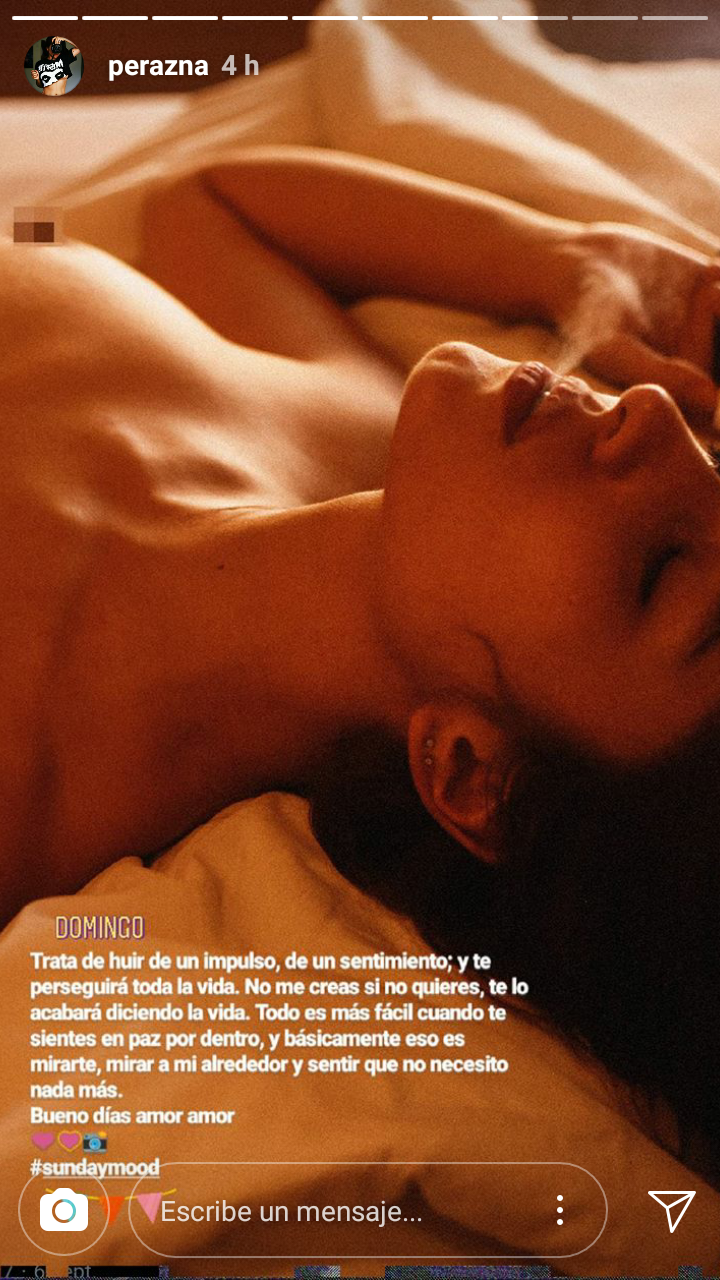 perazna 4 h
DOMINGO
Trata de huir de un impulso, de un sentimiento; y te
perseguirá toda la vida. No me creas si no quieres, te lo
acabará diciendo la vida. Todo es más fácil cuando te
sientes en paz por dentro, y básicamente eso es
mirarte, mirar a mi alrededor y sentir que no necesito
nada más.
Bueno días amor amor
#sundaymood
Escribe un mensaje...